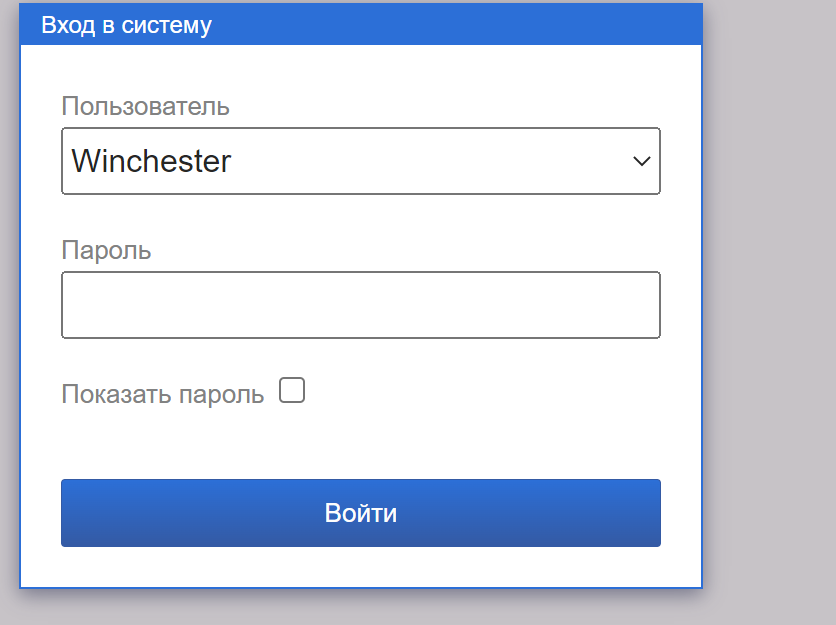 Вход в систему
Пользователь
Winchester
Пароль
Показать пароль
Войти